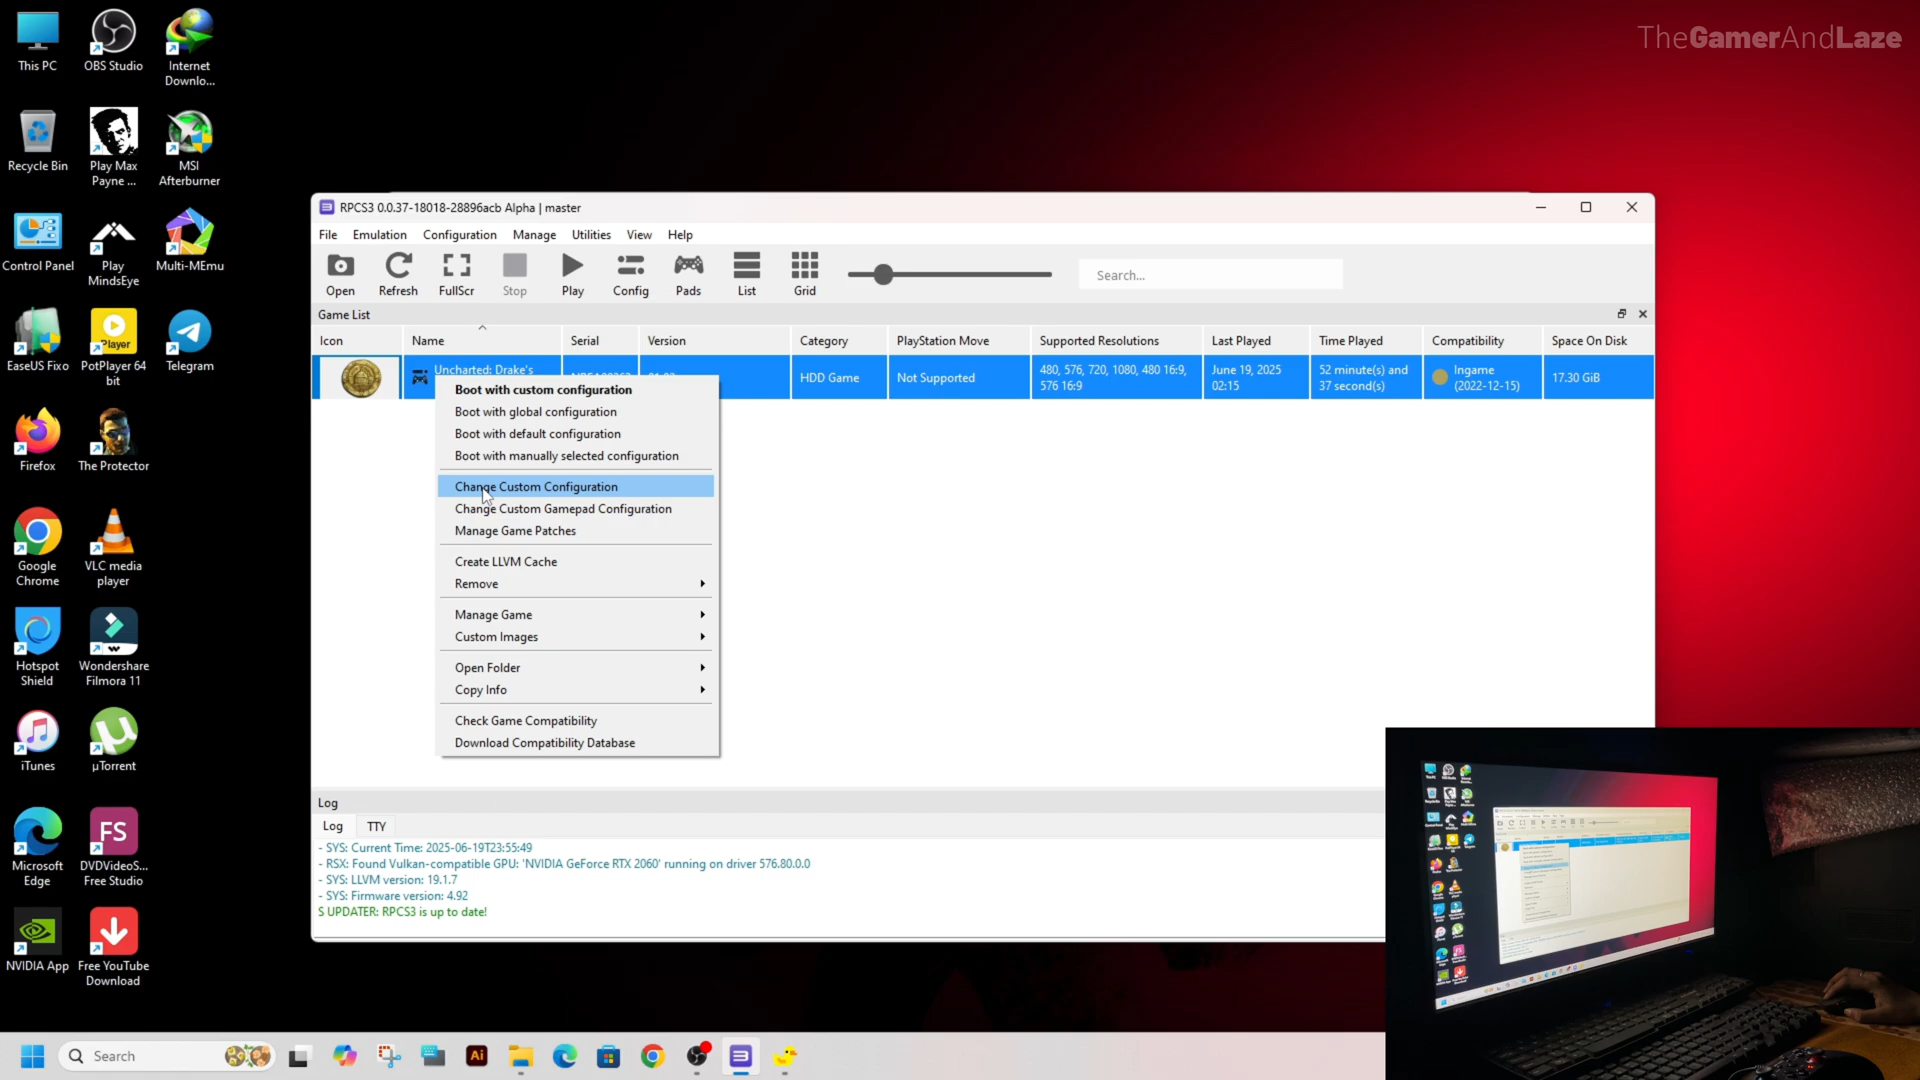 TheGamerAndLaze
This PC
OBS Studio
Internet
Downlo...
Recycle Bin
Play Max
Payne ...
MSI
Afterburner
Control Panel
Play
MindsEye
Multi-MEmu
EaseUS Fixo
Player
PotPlayer 64
bit
Telegram
Firefox
The Protector
Google
Chrome
VLC media
player
Hotspot
Shield
Wondershare
Filmora 11
iTunes
µTorrent
Microsoft
Edge
FS
DVDVideoS...
Free Studio
NVIDIA App
Free YouTube
Download
RPCS3 0.0.37-18018-28896acb Alpha | master
File Emulation Configuration Manage Utilities View Help
Open Refresh FullScr Stop Play Config Pads List Grid
Search...
Game List
Icon Name Serial Version Category PlayStation Move Supported Resolutions Last Played Time Played Compatibility Space On Disk
Uncharted: Drake's
HDD Game
Not Supported
480, 576, 720, 1080, 480 16:9,
576 16:9
June 19, 2025
02:15
52 minute(s) and
37 second(s)
Ingame
(2022-12-15)
17.30 GiB
Boot with custom configuration
Boot with global configuration
Boot with default configuration
Boot with manually selected configuration
Change Custom Configuration
Change Custom Gamepad Configuration
Manage Game Patches
Create LLVM Cache
Remove
Manage Game
Custom Images
Open Folder
Copy Info
Check Game Compatibility
Download Compatibility Database
Log
Log TTY
- SYS: Current Time: 2025-06-19T23:55:49
- RSX: Found Vulkan-compatible GPU: 'NVIDIA GeForce RTX 2060' running on driver 576.80.0.0
- SYS: LLVM version: 19.1.7
- SYS: Firmware version: 4.92
S UPDATER: RPCS3 is up to date!
Search
Ai